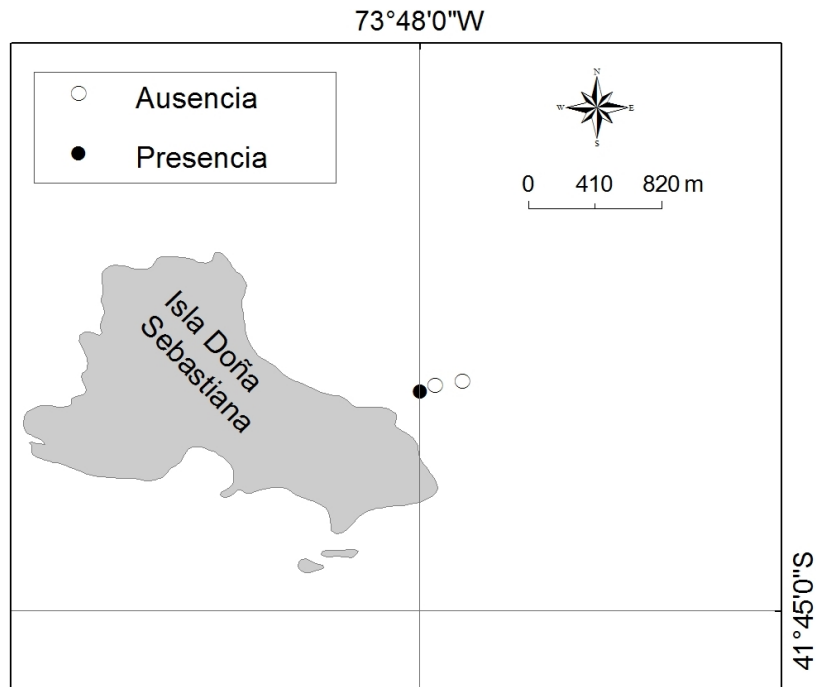 73°48'0"W
Ausencia
Presencia
N
W E
S
0 410 820 m
Isla Doña
Sebastiana
41°45'0"S